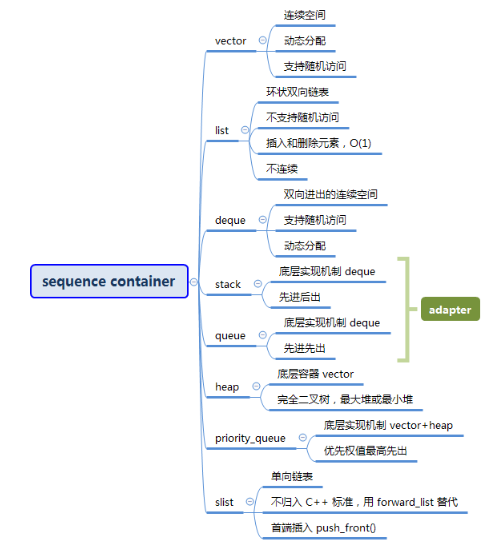 sequence container
vector
连续空间
动态分配
支持随机访问
list
环状双向链表
不支持随机访问
插入和删除元素，O(1)
不连续
deque
双向进出的连续空间
支持随机访问
动态分配
stack
底层实现机制 deque
先进后出
queue
底层实现机制 deque
先进先出
adapter
heap
底层容器 vector
完全二叉树，最大堆或最小堆
priority_queue
底层实现机制 vector+heap
优先权值最高先出
slist
单向链表
不归入 C++ 标准，用 forward_list 替代
首端插入 push_front()